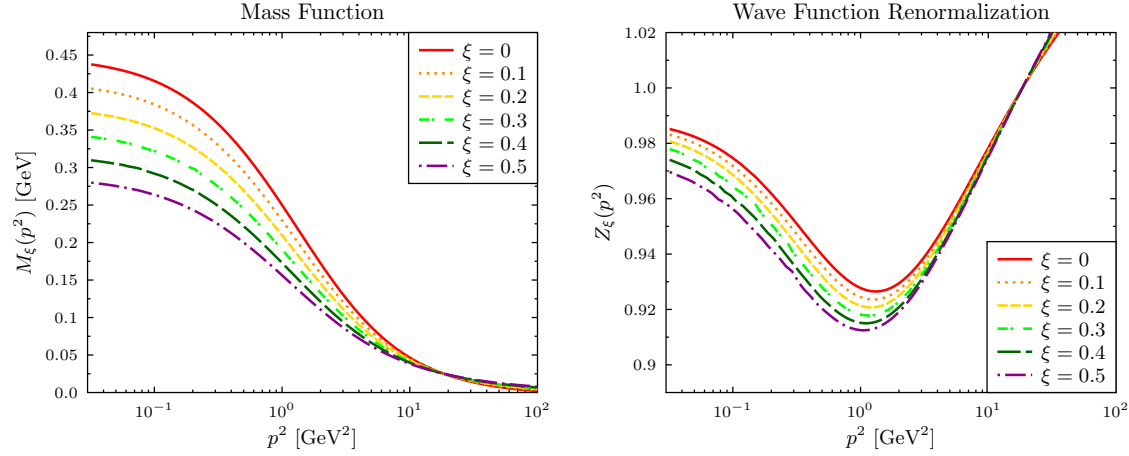 Mass Function
M_ξ(p²) [GeV]
0.45
0.4
0.35
0.3
0.25
0.2
0.15
0.1
0.05
0.0
10⁻¹
10⁰
10¹
10²
p² [GeV²]
ξ = 0
ξ = 0.1
ξ = 0.2
ξ = 0.3
ξ = 0.4
ξ = 0.5
Wave Function Renormalization
Z_ξ(p²)
1.02
1.0
0.98
0.96
0.94
0.92
0.9
10⁻¹
10⁰
10¹
10²
p² [GeV²]
ξ = 0
ξ = 0.1
ξ = 0.2
ξ = 0.3
ξ = 0.4
ξ = 0.5